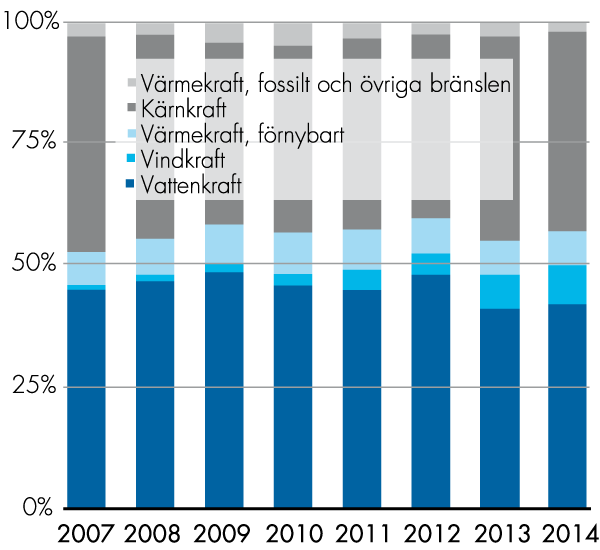 100%
Värmekraft, fossilt och övriga bränslen
Kärnkraft
75%
Värmekraft, förnybart
Vindkraft
Vattenkraft
50%
25%
0%
2007 2008 2009 2010 2011 2012 2013 2014